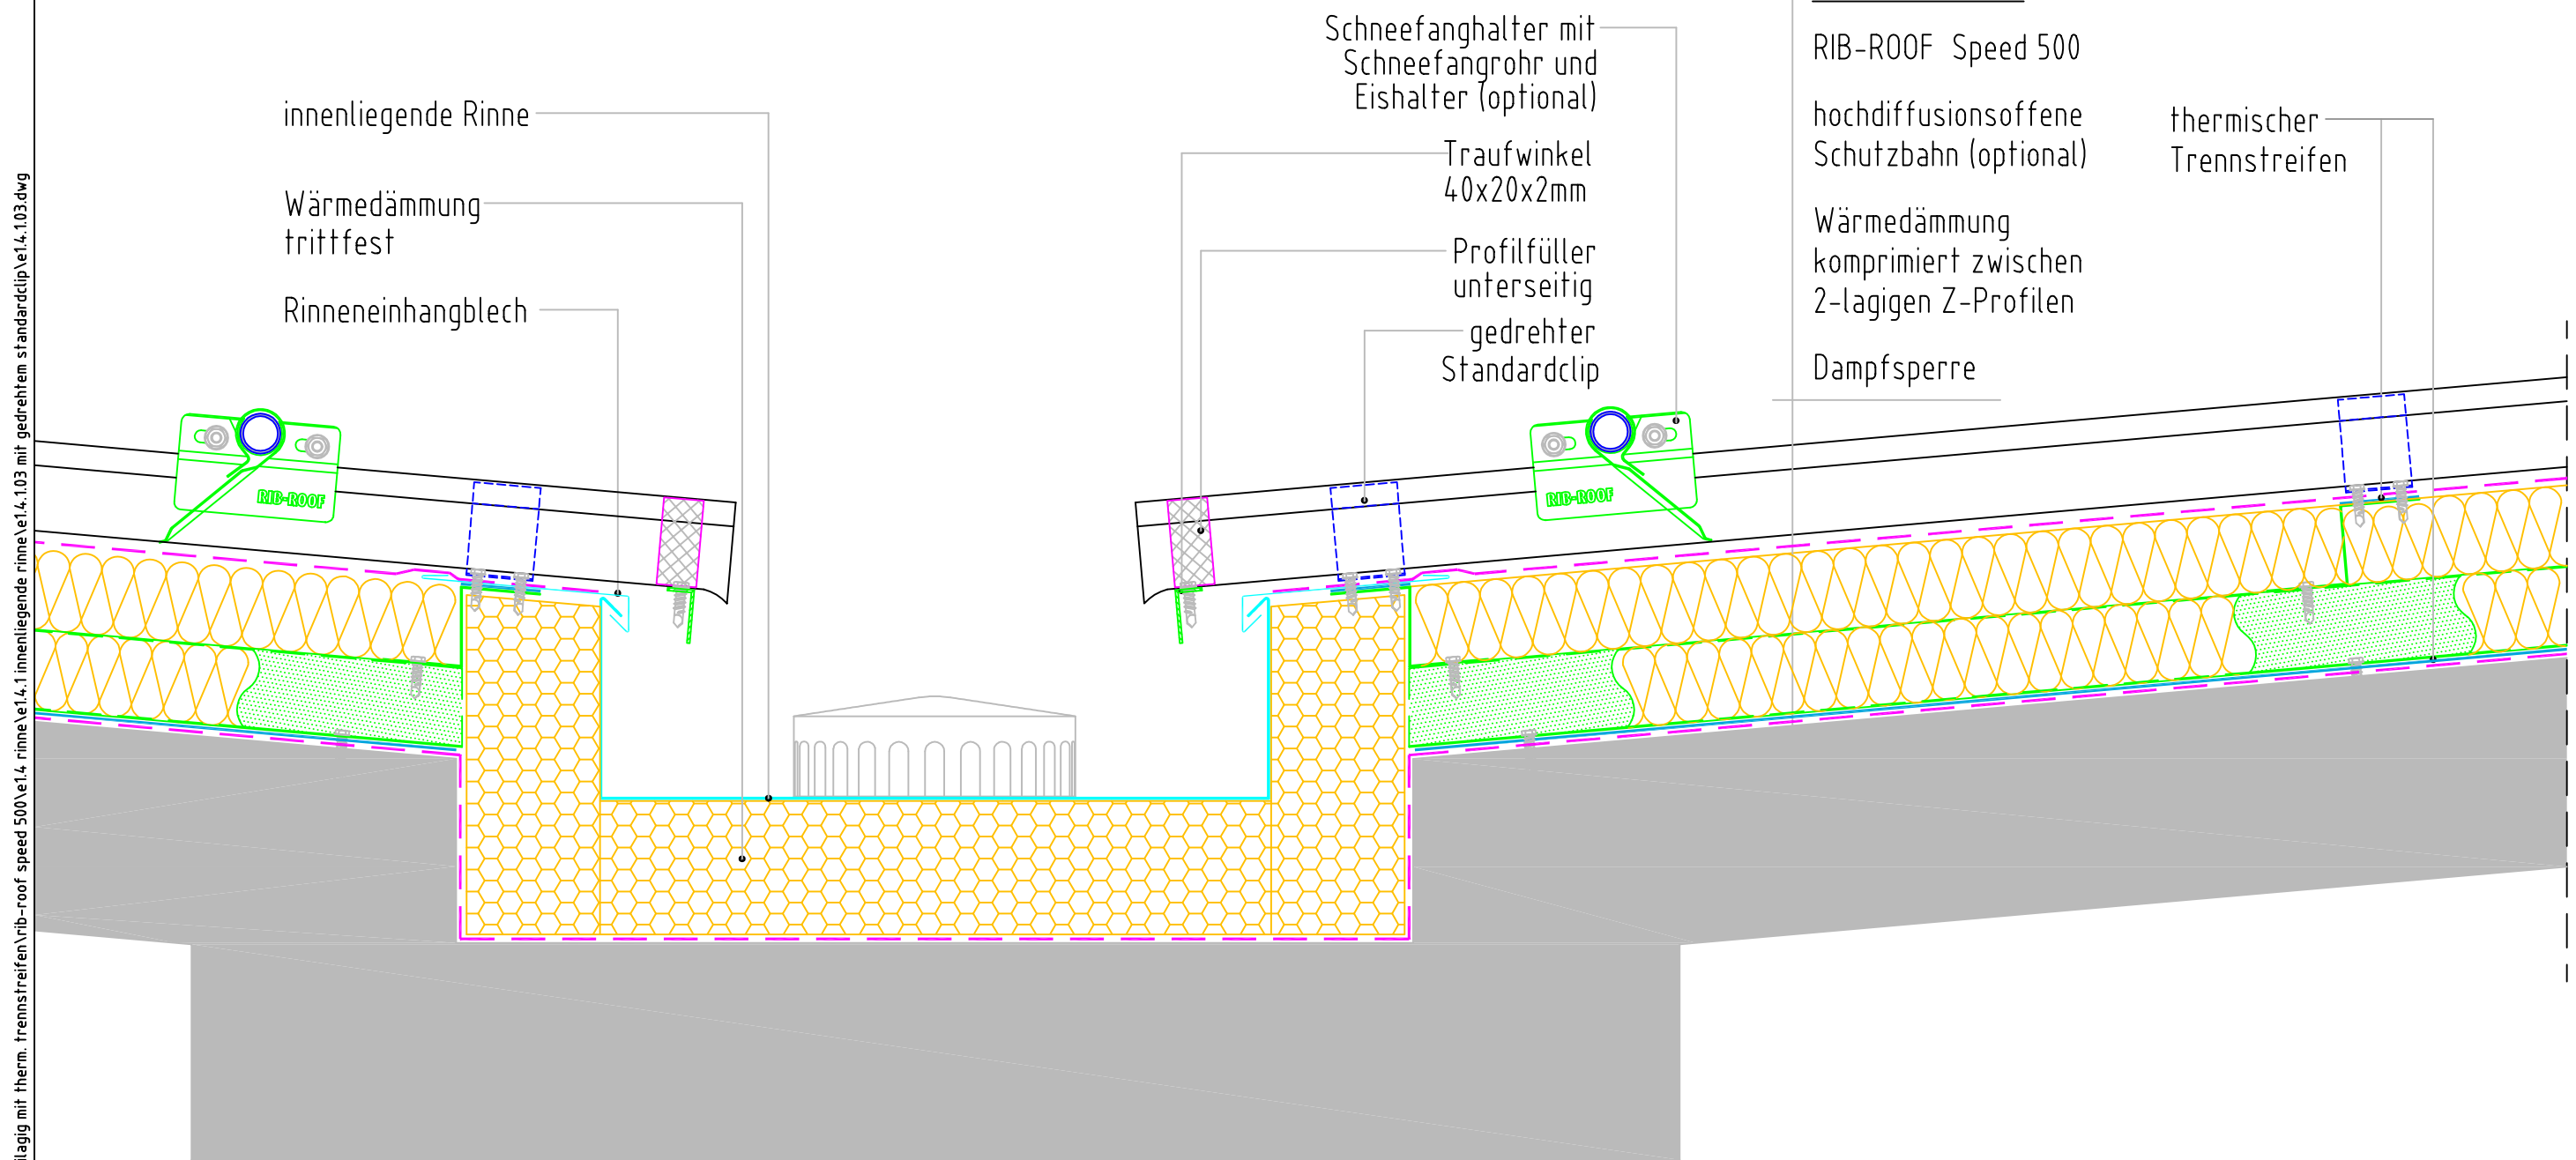 innenliegende Rinne
Wärmedämmung
trittfest
Rinneneinhangblech
Schneefanghalter mit
Schneefangrohr und
Eishalter (optional)
Traufwinkel
40x20x2mm
Profilfüller
unterseitig
gedrehter
Standardclip
RIB-ROOF Speed 500
hochdiffusionsoffene
Schutzbahn (optional)
Wärmedämmung
komprimiert zwischen
2-lagigen Z-Profilen
Dampfsperre
thermischer
Trennstreifen
RIB-ROOF
RIB-ROOF
ilagig mit therm. trennstreifen\rib-roof speed 500\e1.4 rinne\e1.4.1 innenliegende rinne\e1.4.1.03 mit gedrehtem standardclip\e1.4.1.03.dwg